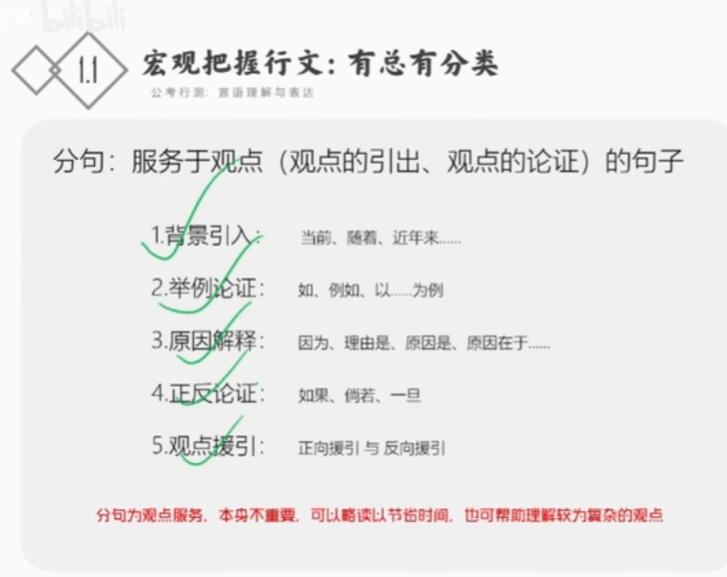 bilibili
1.1
宏观把握行文：有总有分类
公考行测：言语理解与表达
分句：服务于观点（观点的引出、观点的论证）的句子
1.背景引入： 当前、随着、近年来......
2.举例论证： 如、例如、以......为例
3.原因解释： 因为、理由是、原因是、原因在于......
4.正反论证： 如果、倘若、一旦
5.观点援引： 正向援引 与 反向援引
分句为观点服务，本身不重要，可以略读以节省时间，也可帮助理解较为复杂的观点